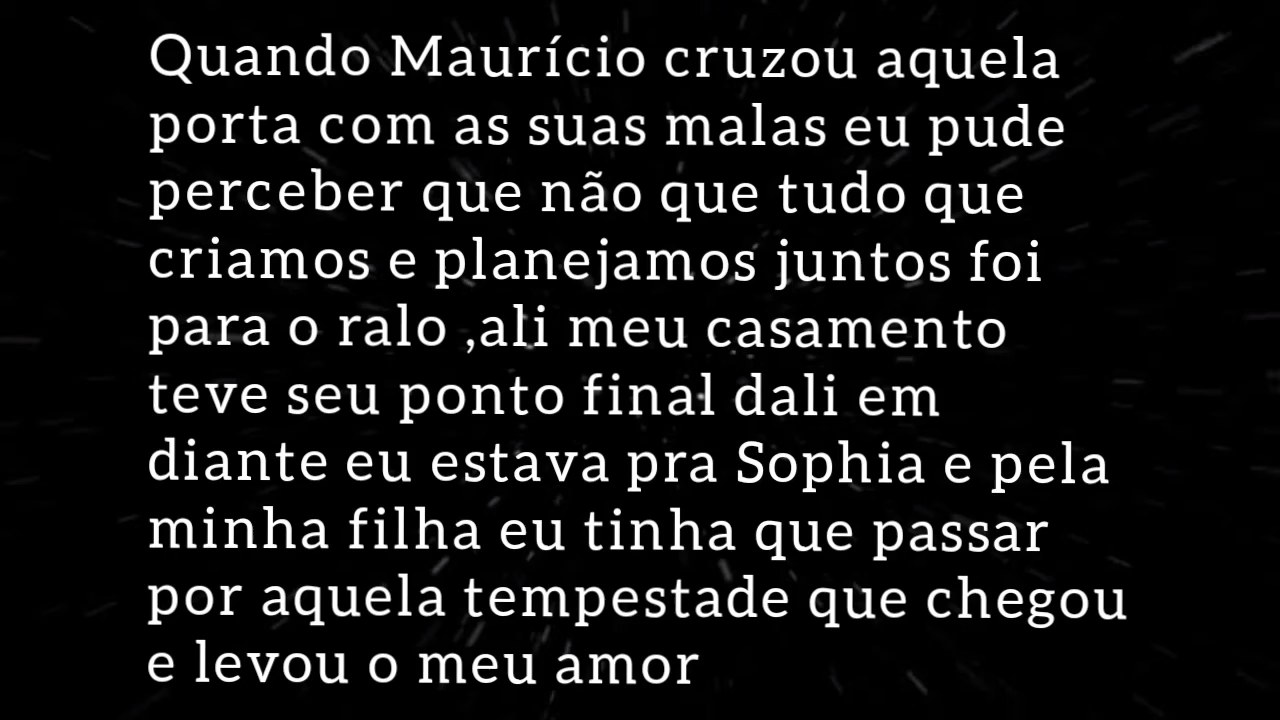 Quando Maurício cruzou aquela
porta com as suas malas eu pude
perceber que não que tudo que
criamos e planejamos juntos foi
para o ralo ,ali meu casamento
teve seu ponto final dali em
diante eu estava pra Sophia e pela
minha filha eu tinha que passar
por aquela tempestade que chegou
e levou o meu amor